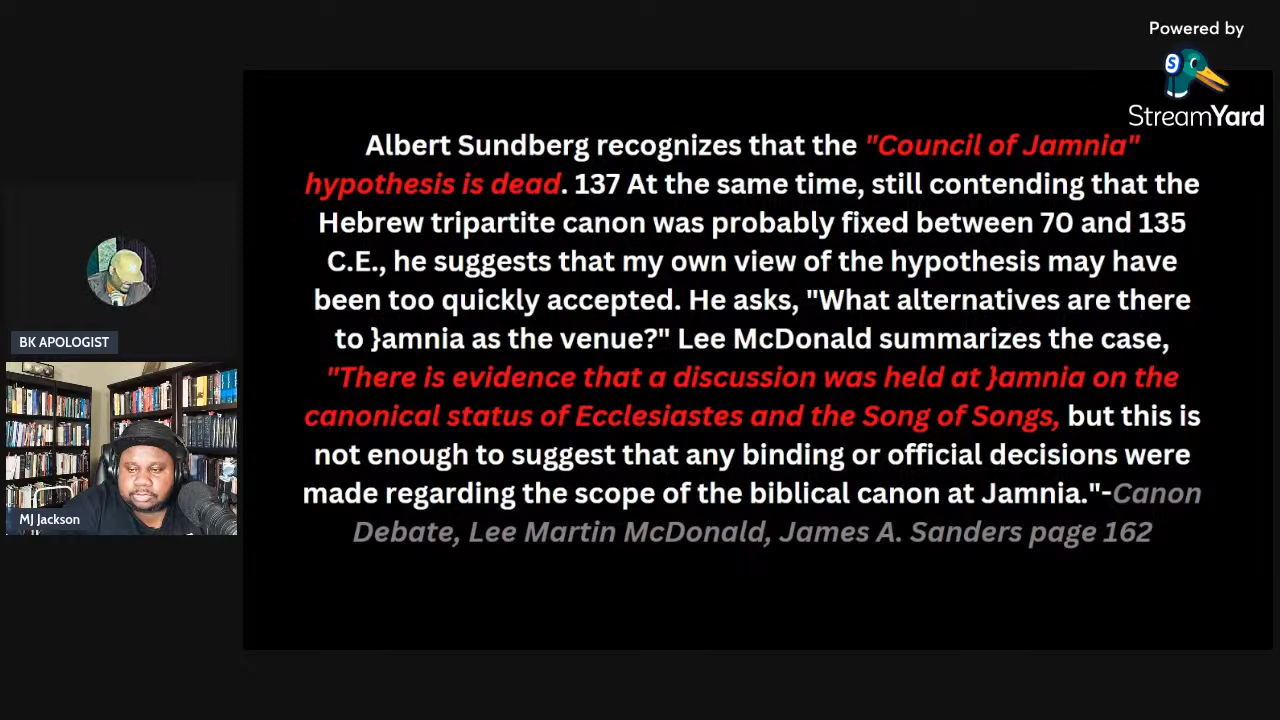 Powered by
StreamYard
Albert Sundberg recognizes that the "Council of Jamnia"
hypothesis is dead. 137 At the same time, still contending that the
Hebrew tripartite canon was probably fixed between 70 and 135
C.E., he suggests that my own view of the hypothesis may have
been too quickly accepted. He asks, "What alternatives are there
to }amnia as the venue?" Lee McDonald summarizes the case,
"There is evidence that a discussion was held at }amnia on the
canonical status of Ecclesiastes and the Song of Songs, but this is
not enough to suggest that any binding or official decisions were
made regarding the scope of the biblical canon at Jamnia."-Canon
Debate, Lee Martin McDonald, James A. Sanders page 162
BK APOLOGIST
MJ Jackson